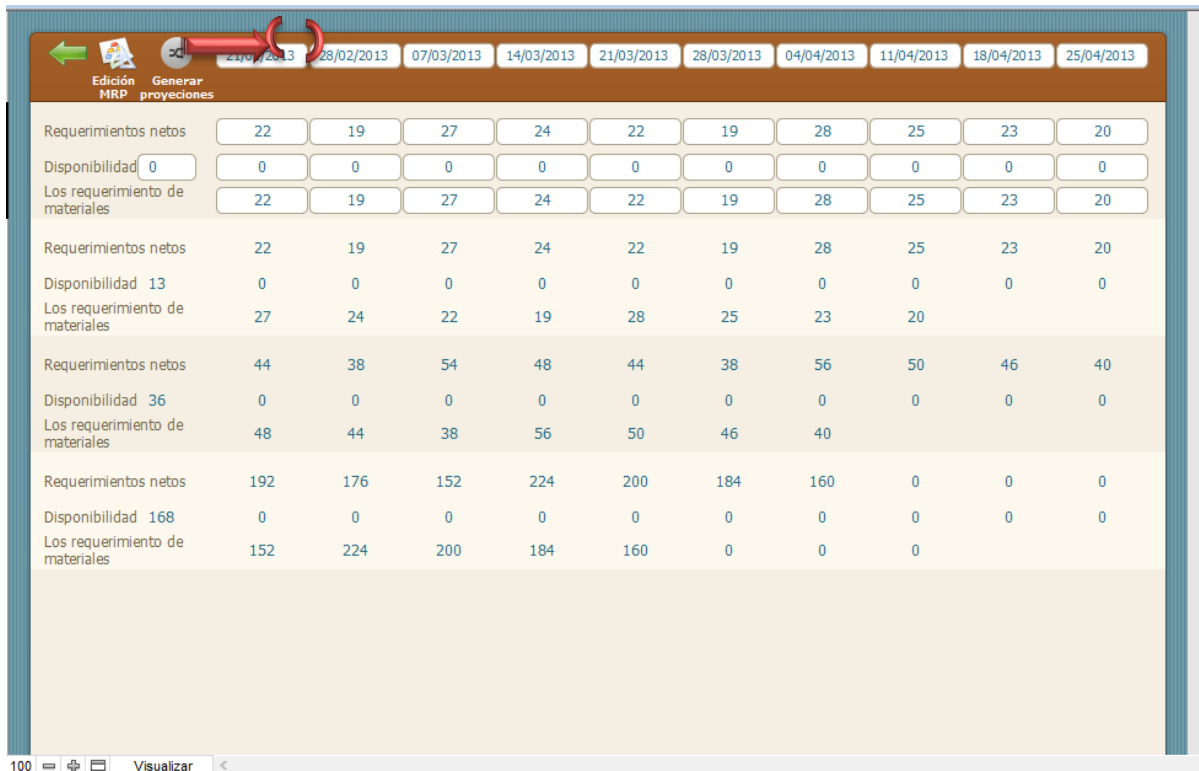 21/02/2013 28/02/2013 07/03/2013 14/03/2013 21/03/2013 28/03/2013 04/04/2013 11/04/2013 18/04/2013 25/04/2013
Edición Generar
MRP proyeciones
Requerimientos netos 22 19 27 24 22 19 28 25 23 20
Disponibilidad 0 0 0 0 0 0 0 0 0 0 0
Los requerimiento de
materiales 22 19 27 24 22 19 28 25 23 20
Requerimientos netos 22 19 27 24 22 19 28 25 23 20
Disponibilidad 13 0 0 0 0 0 0 0 0 0 0
Los requerimiento de
materiales 27 24 22 19 28 25 23 20
Requerimientos netos 44 38 54 48 44 38 56 50 46 40
Disponibilidad 36 0 0 0 0 0 0 0 0 0 0
Los requerimiento de
materiales 48 44 38 56 50 46 40
Requerimientos netos 192 176 152 224 200 184 160 0 0 0
Disponibilidad 168 0 0 0 0 0 0 0 0 0 0
Los requerimiento de
materiales 152 224 200 184 160 0 0 0
100 Visualizar